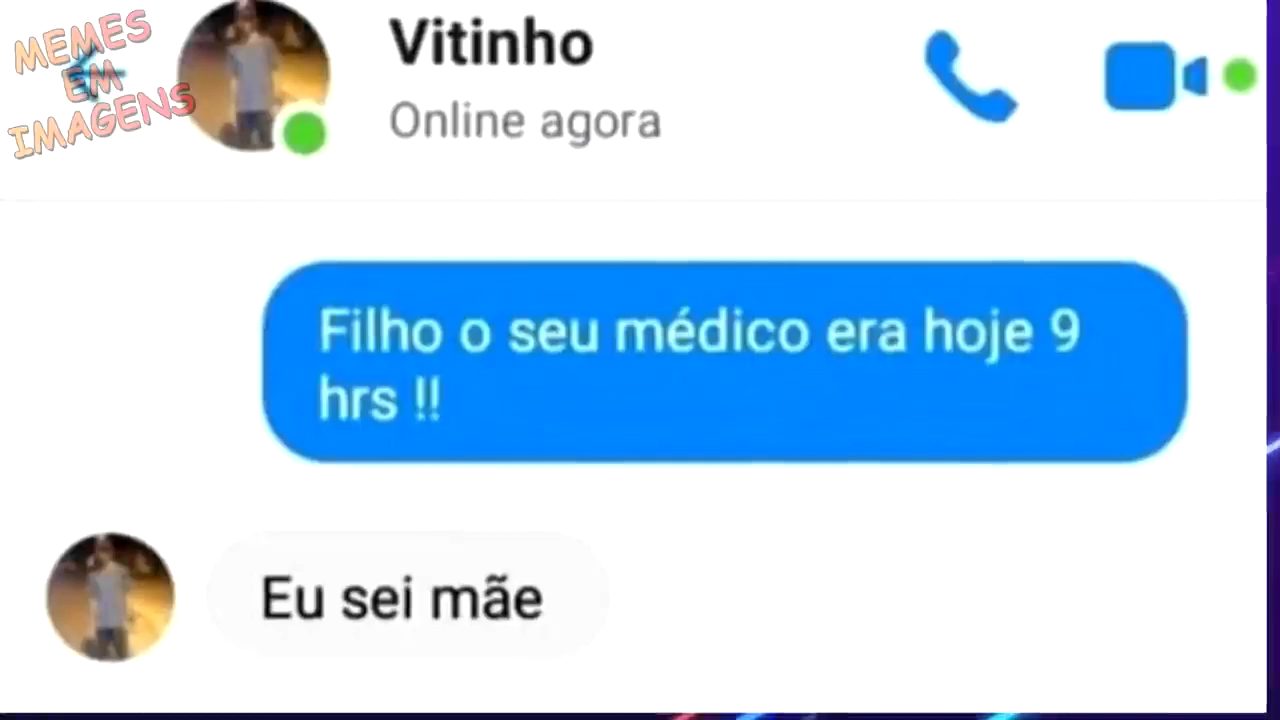 MEMES
EM
IMAGENS
Vitinho
Online agora
Filho o seu médico era hoje 9
hrs !!
Eu sei mãe